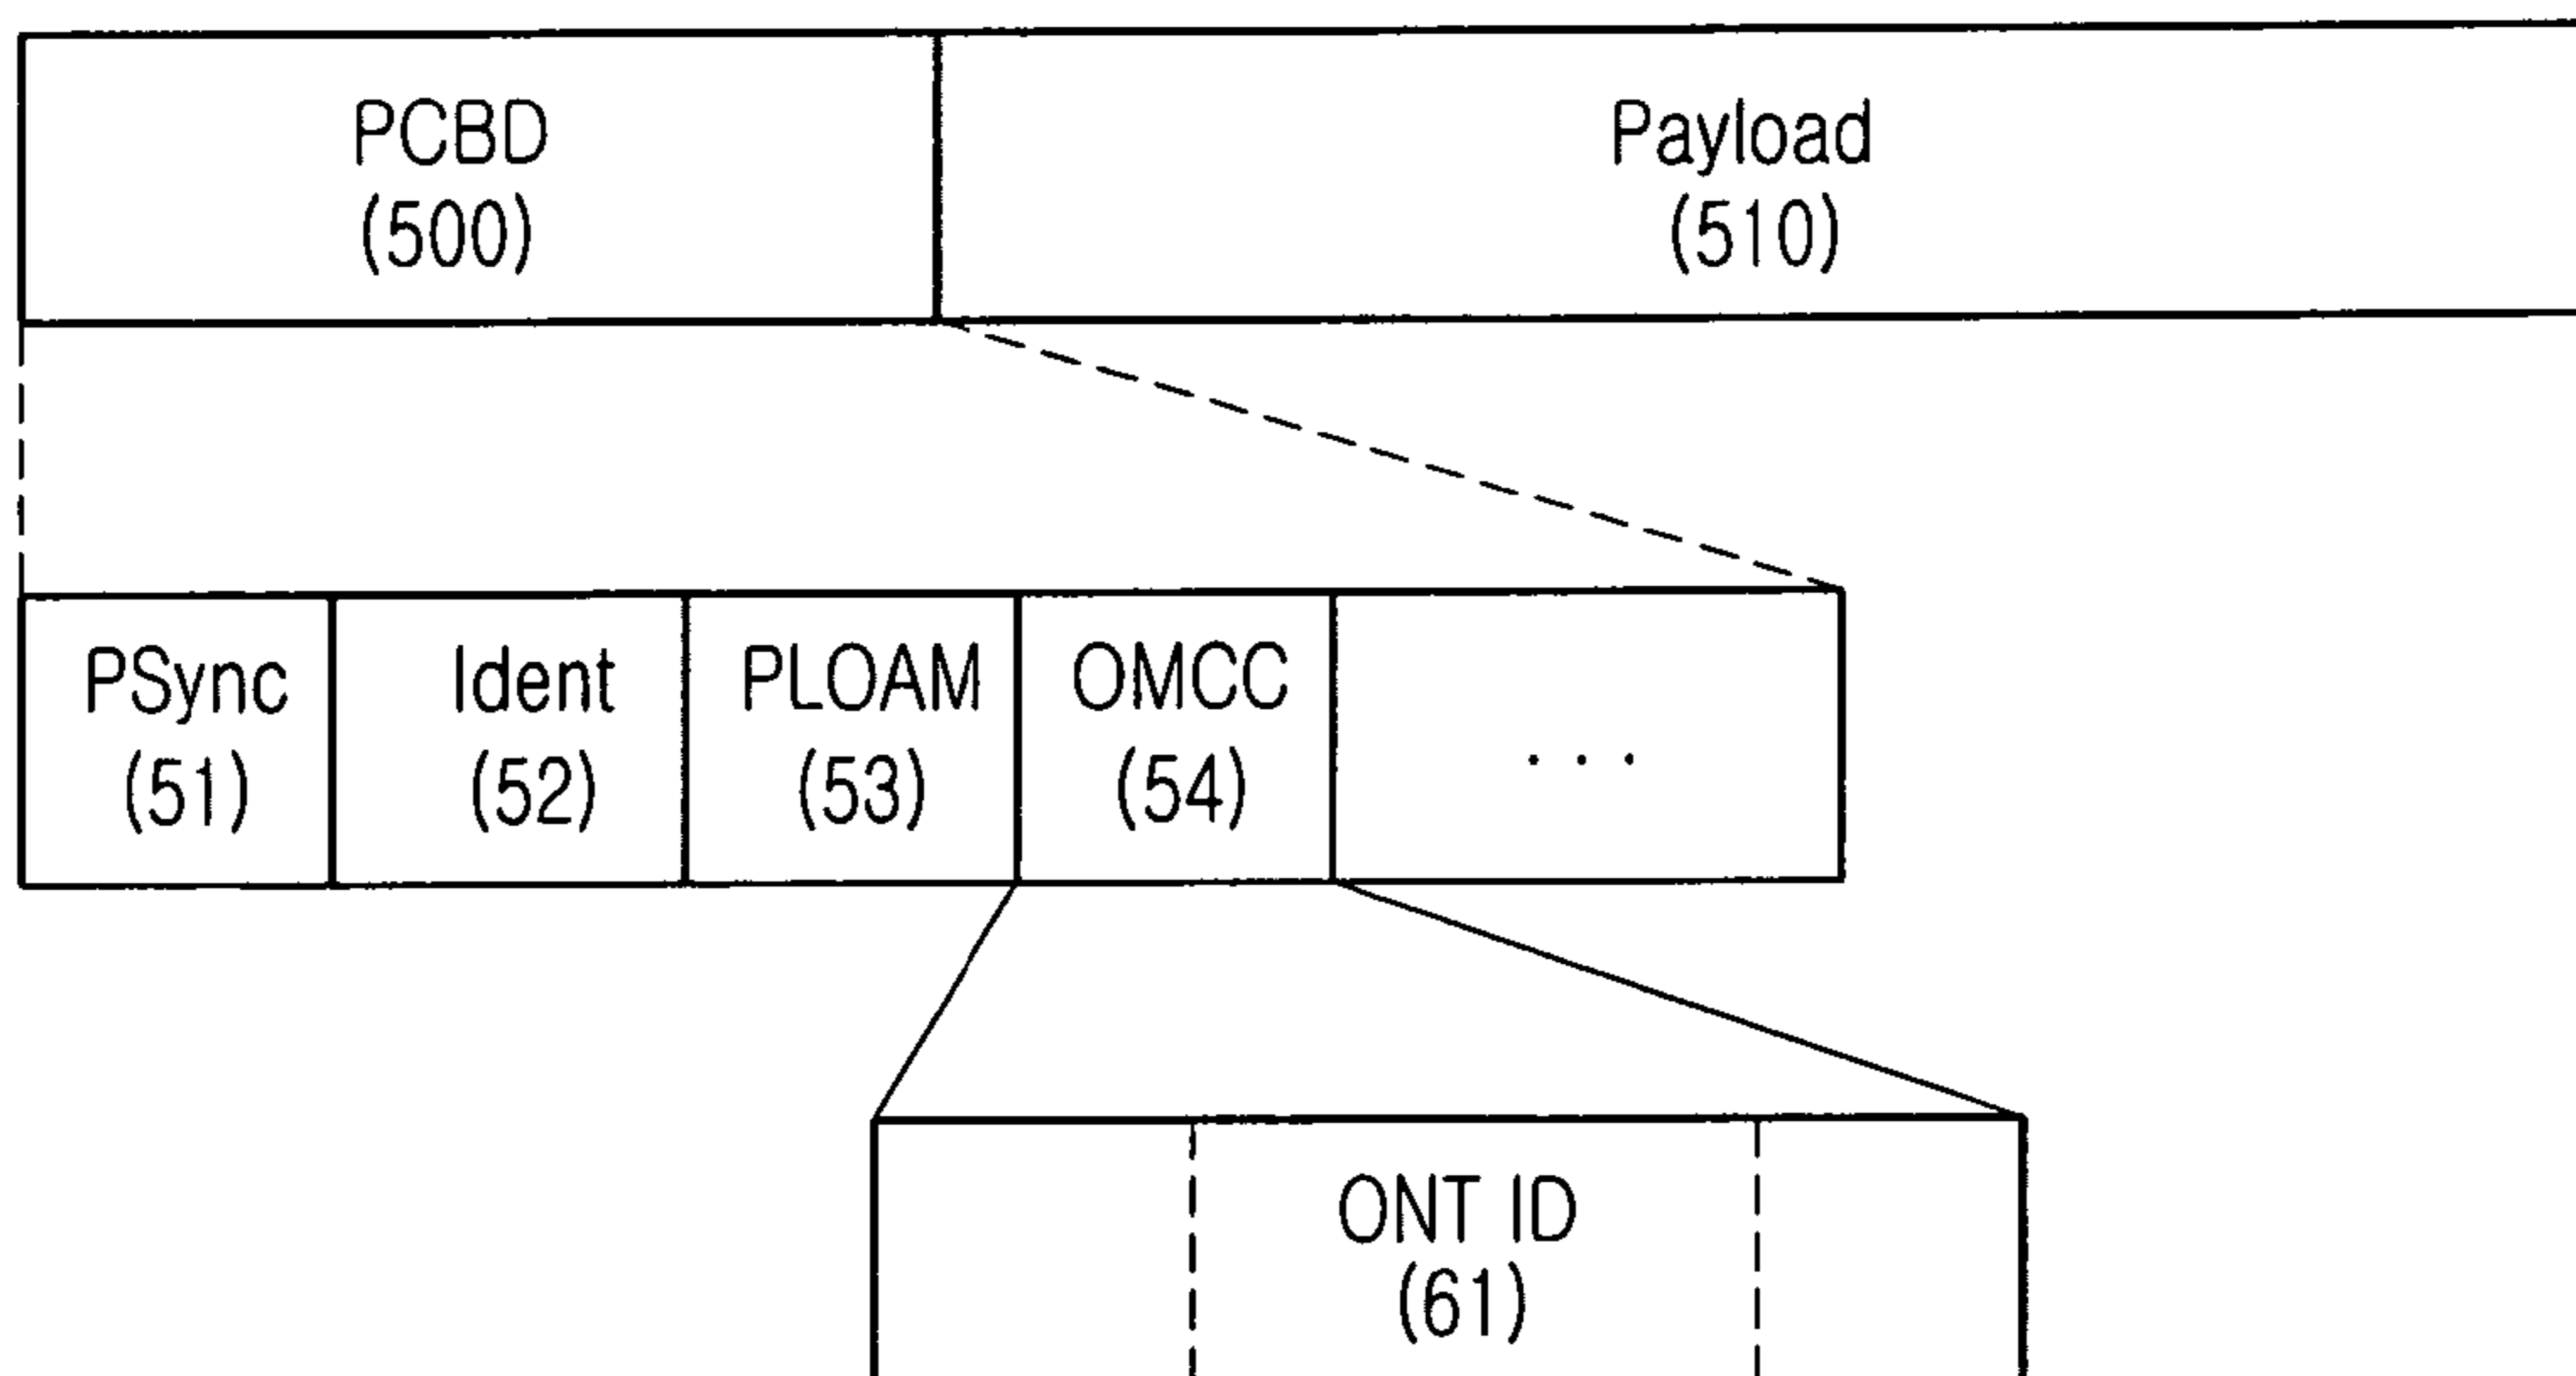 PCBD
(500)
Payload
(510)
PSync
(51)
Ident
(52)
PLOAM
(53)
OMCC
(54)
. . .
ONT ID
(61)